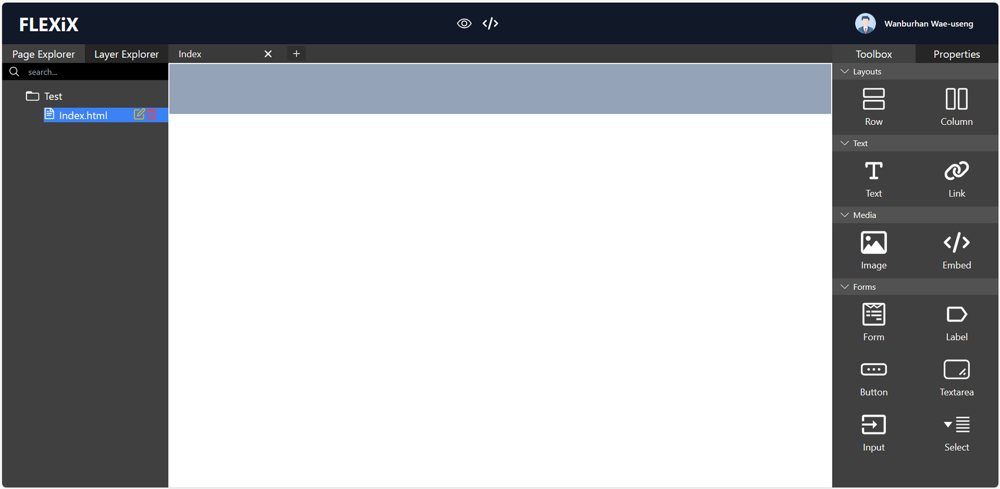 FLEXiX
Wanburhan Wae-useng
Page Explorer
Layer Explorer
Index
Toolbox
Properties
search...
Test
Index.html
Layouts
Row
Column
Text
Text
Link
Media
Image
Embed
Forms
Form
Label
Button
Textarea
Input
Select